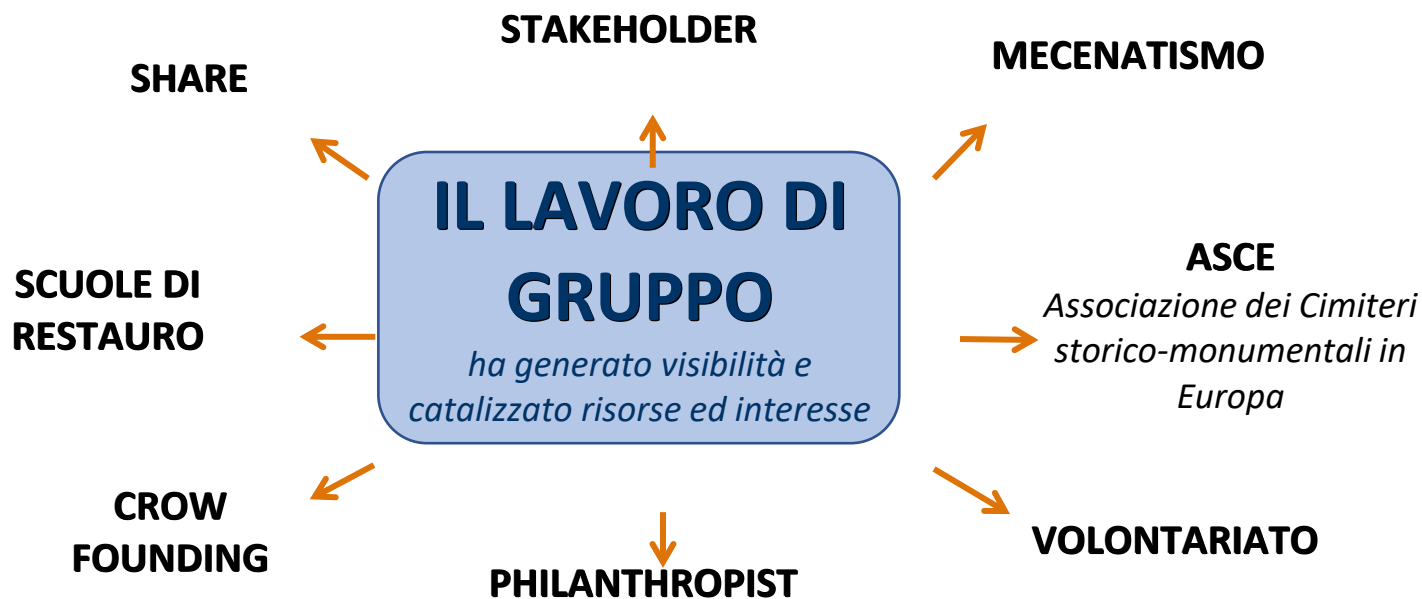 STAKEHOLDER
MECENATISMO
SHARE
IL LAVORO DI
GRUPPO
ha generato visibilità e
catalizzato risorse ed interesse
ASCE
Associazione dei Cimiteri
storico-monumentali in
Europa
SCUOLE DI
RESTAURO
CROW
FOUNDING
VOLONTARIATO
PHILANTHROPIST